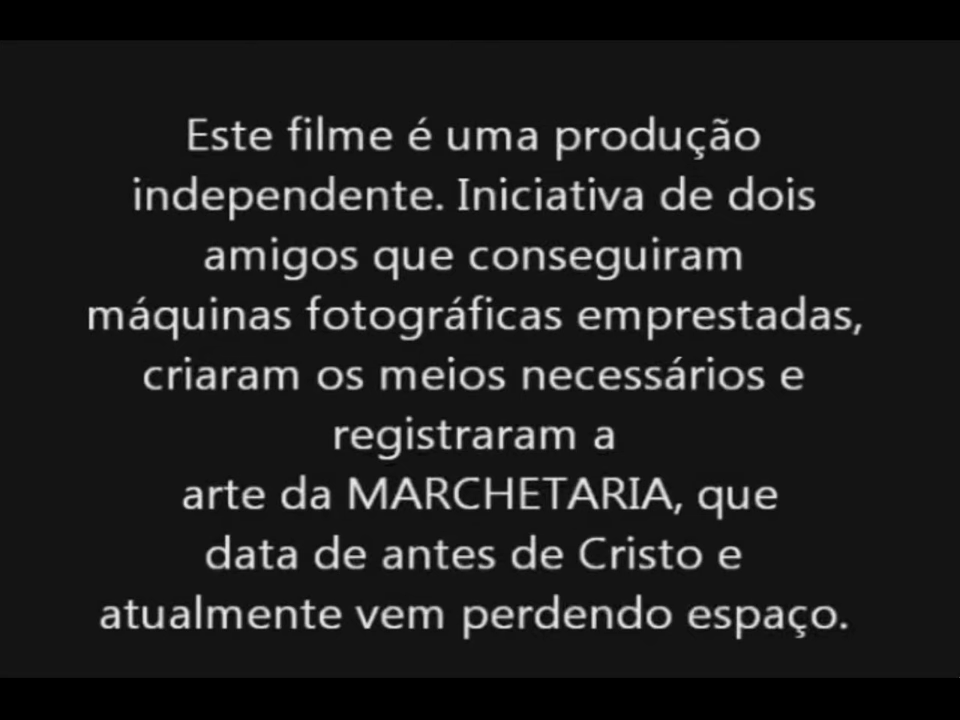 Este filme é uma produção
independente. Iniciativa de dois
amigos que conseguiram
máquinas fotográficas emprestadas,
criaram os meios necessários e
registraram a
arte da MARCHETARIA, que
data de antes de Cristo e
atualmente vem perdendo espaço.